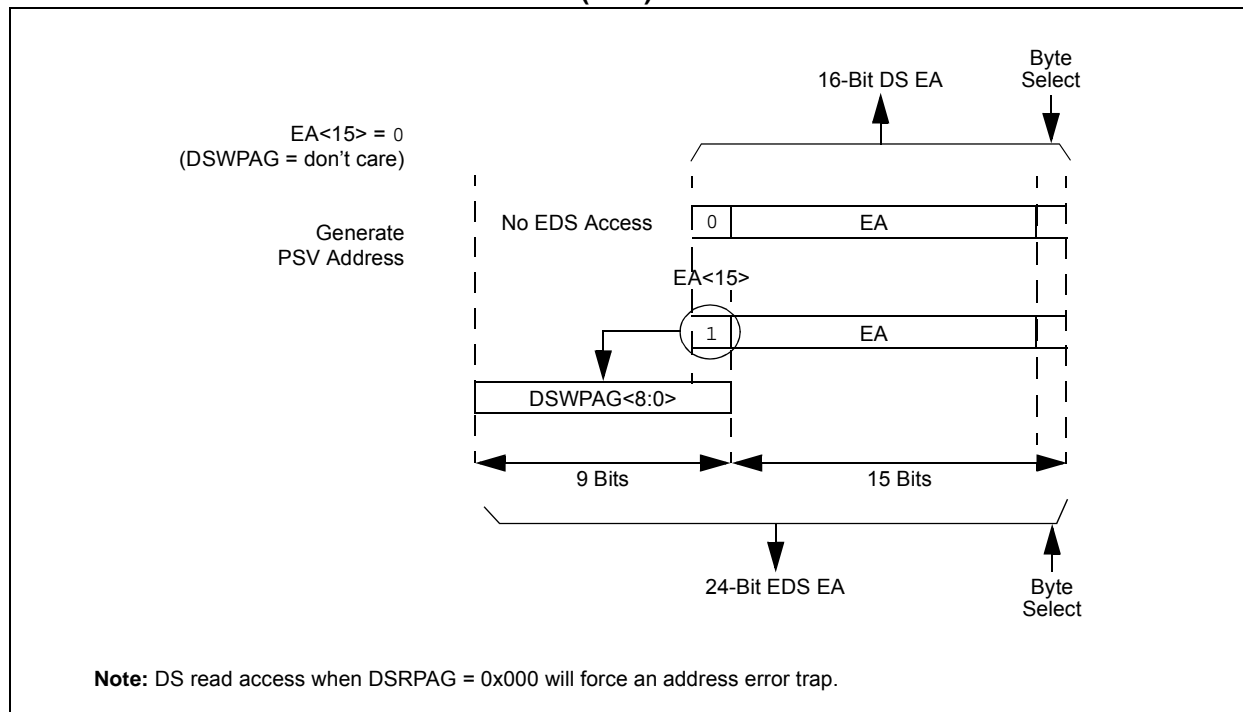 Byte
Select
16-Bit DS EA
EA<15> = 0
(DSWPAG = don't care)
No EDS Access
0
EA
Generate
PSV Address
EA<15>
1
EA
DSWPAG<8:0>
9 Bits
15 Bits
24-Bit EDS EA
Byte
Select
Note: DS read access when DSRPAG = 0x000 will force an address error trap.